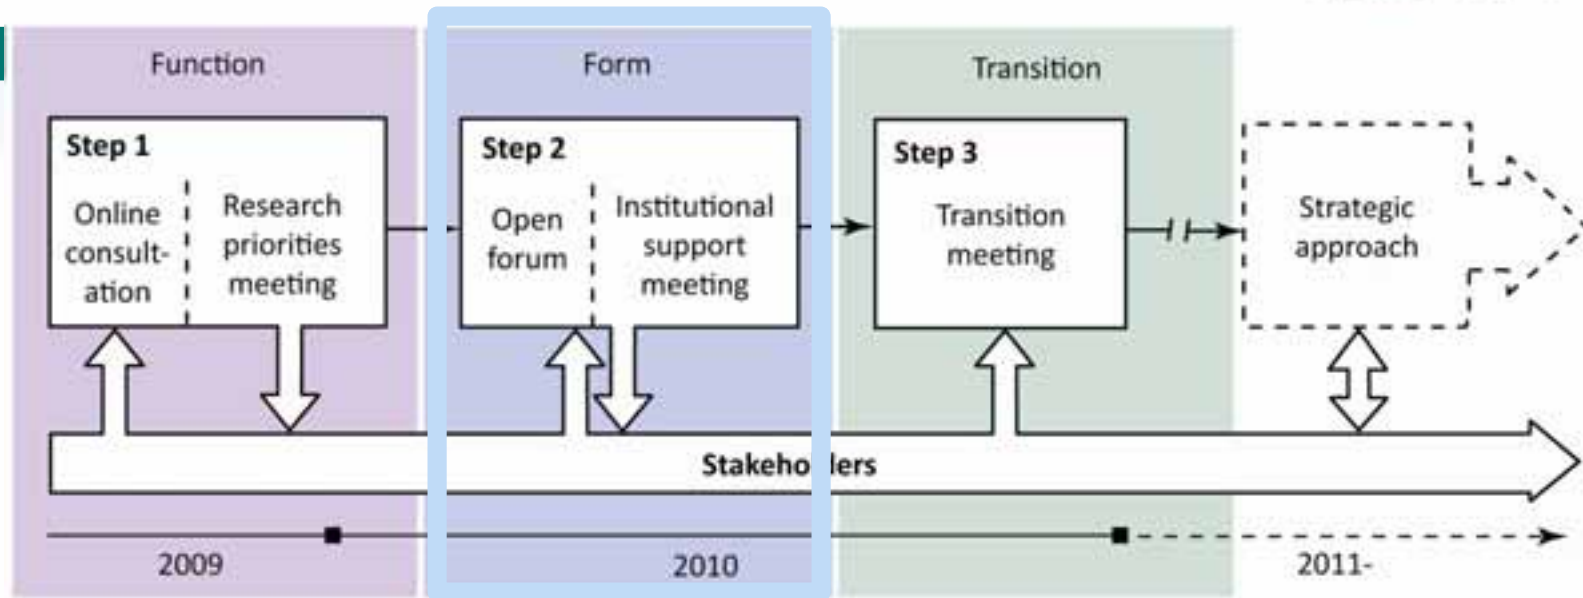 Function
Form
Transition
Step 1
Online
consult-
ation
Research
priorities
meeting
Step 2
Open
forum
Institutional
support
meeting
Step 3
Transition
meeting
Strategic
approach
Stakeho ers
2009
2010
2011-